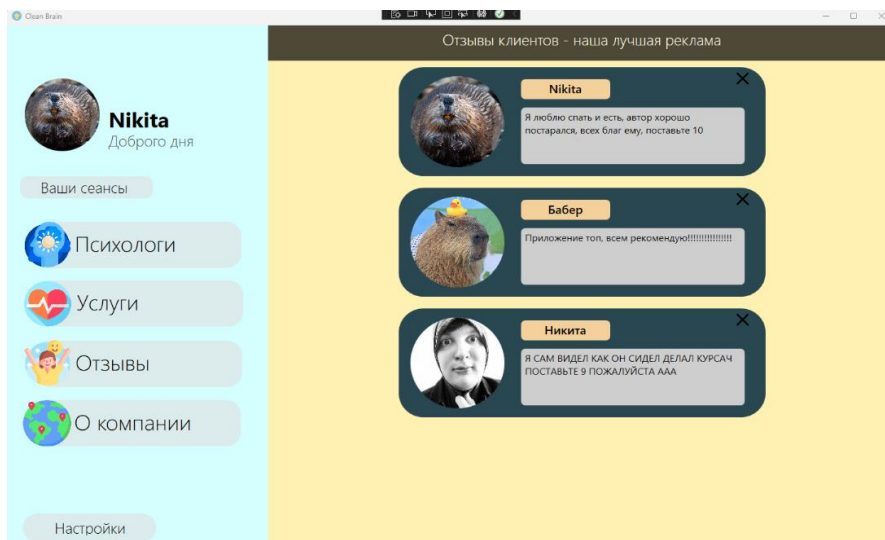 Clean Brain
Отзывы клиентов - наша лучшая реклама
Nikita
Доброго дня
Ваши сеансы
Психологи
Услуги
Отзывы
О компании
Настройки
Nikita
Я люблю спать и есть, автор хорошо
постарался, всех благ ему, поставьте 10
Бабер
Приложение топ, всем рекомендую!!!!!!!!!!!!!!!!
Никита
Я САМ ВИДЕЛ КАК ОН СИДЕЛ ДЕЛАЛ КУРСАЧ
ПОСТАВЬТЕ 9 ПОЖАЛУЙСТА ААА